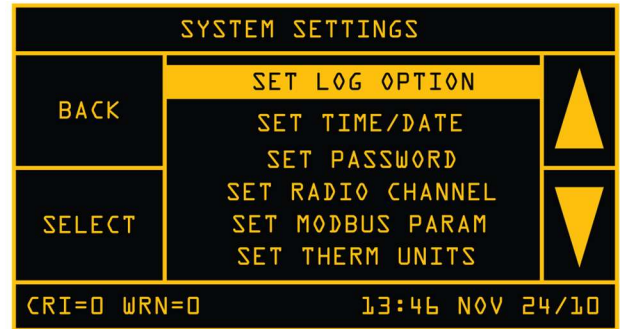 SYSTEM SETTINGS
BACK
SELECT
SET LOG OPTION
SET TIME/DATE
SET PASSWORD
SET RADIO CHANNEL
SET MODBUS PARAM
SET THERM UNITS
CRI=0 WRN=0 13:46 NOV 24/10